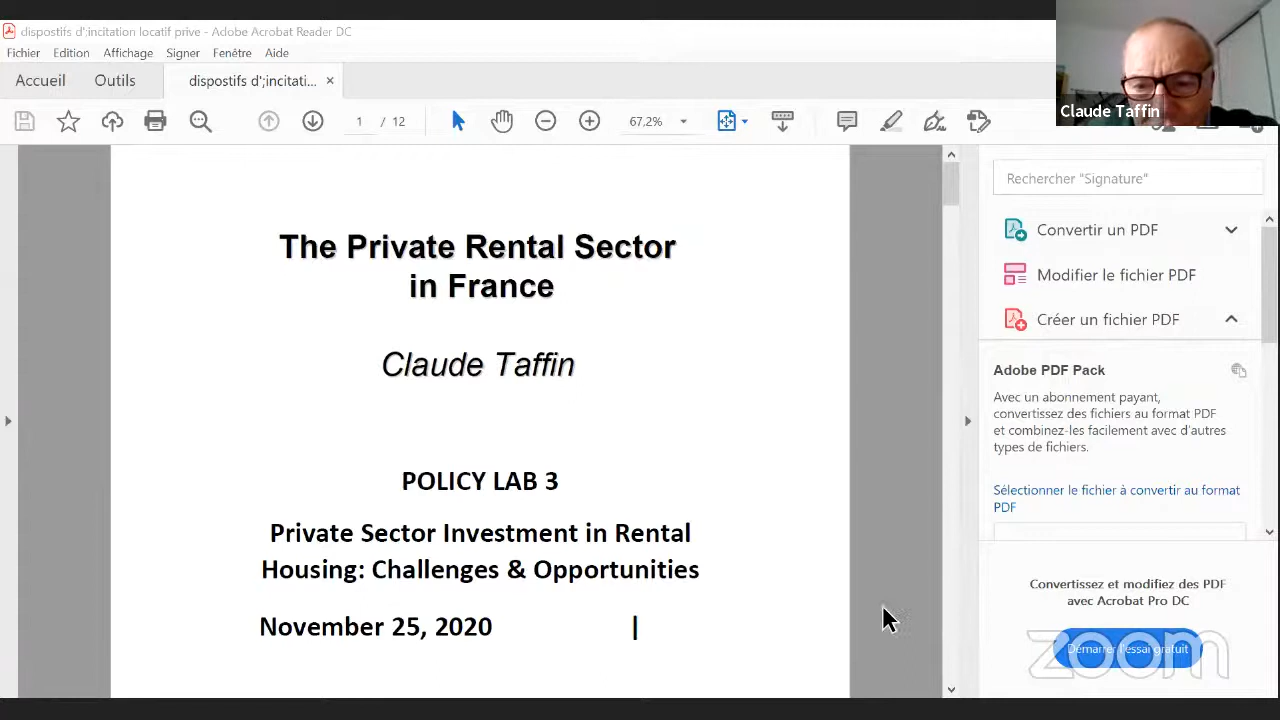 dispostifs d';incitation locatif prive - Adobe Acrobat Reader DC
Fichier Edition Affichage Signer Fenêtre Aide
Accueil Outils dispostifs d';incitati... ×
1 / 12 67,2%
Claude Taffin
The Private Rental Sector
in France
Claude Taffin
POLICY LAB 3
Private Sector Investment in Rental
Housing: Challenges & Opportunities
November 25, 2020
Rechercher "Signature"
Convertir un PDF
Modifier le fichier PDF
Créer un fichier PDF
Adobe PDF Pack
Avec un abonnement payant,
convertissez des fichiers au format PDF
et combinez-les facilement avec d'autres
types de fichiers.
Sélectionner le fichier à convertir au format
PDF
Convertissez et modifiez des PDF
avec Acrobat Pro DC
Démarrer l'essai gratuit
zoom